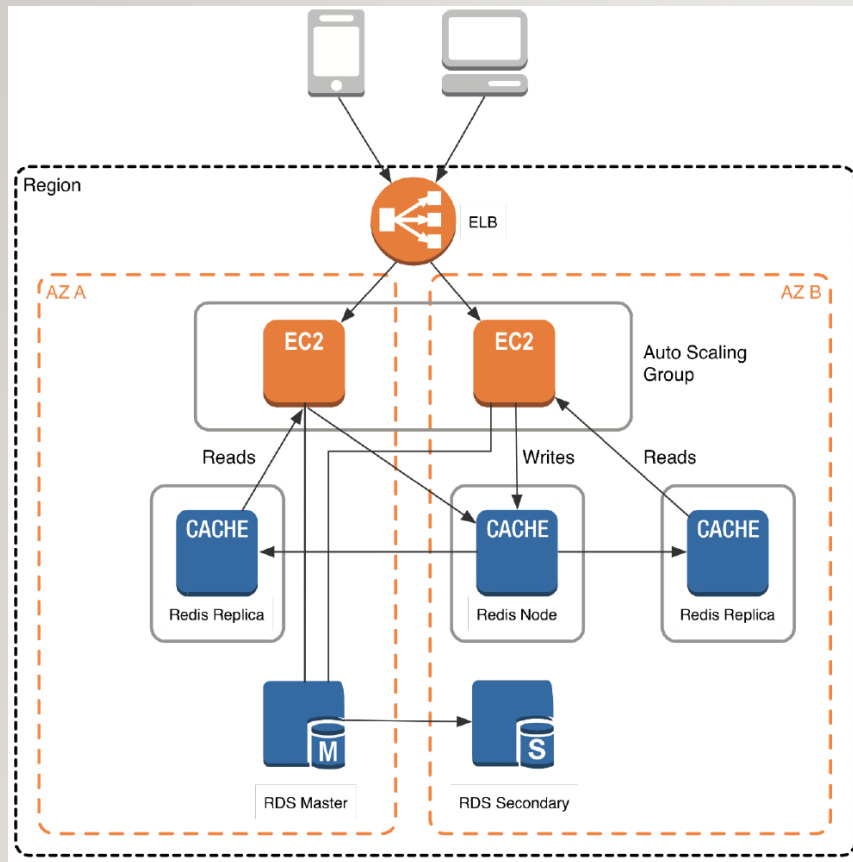 Region
ELB
AZ A
AZ B
EC2
EC2
Auto Scaling
Group
Reads
Writes
Reads
CACHE
CACHE
CACHE
Redis Replica
Redis Node
Redis Replica
M
S
RDS Master
RDS Secondary